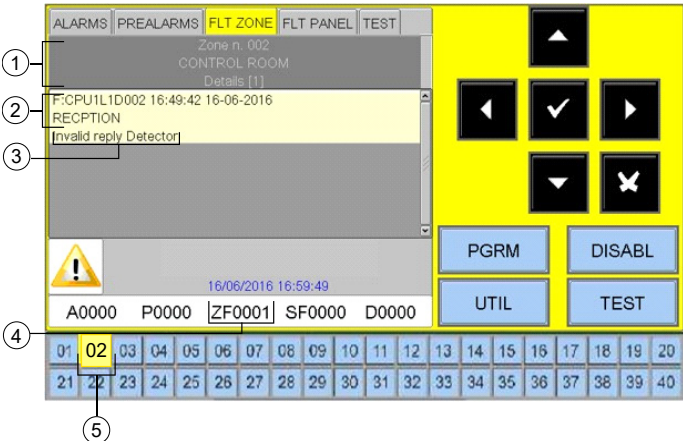 ALARMS PREALARMS FLT ZONE FLT PANEL TEST
1
Zone n. 002
CONTROL ROOM
Details [1]
2
F:CPU1L1D002 16:49:42 16-06-2016
RECPTION
Invalid reply Detector
3
PGRM DISABL
16/06/2016 16:59:49
UTIL TEST
A0000 P0000 ZF0001 SF0000 D0000
4
01 02 03 04 05 06 07 08 09 10 11 12 13 14 15 16 17 18 19 20
21 22 23 24 25 26 27 28 29 30 31 32 33 34 35 36 37 38 39 40
5